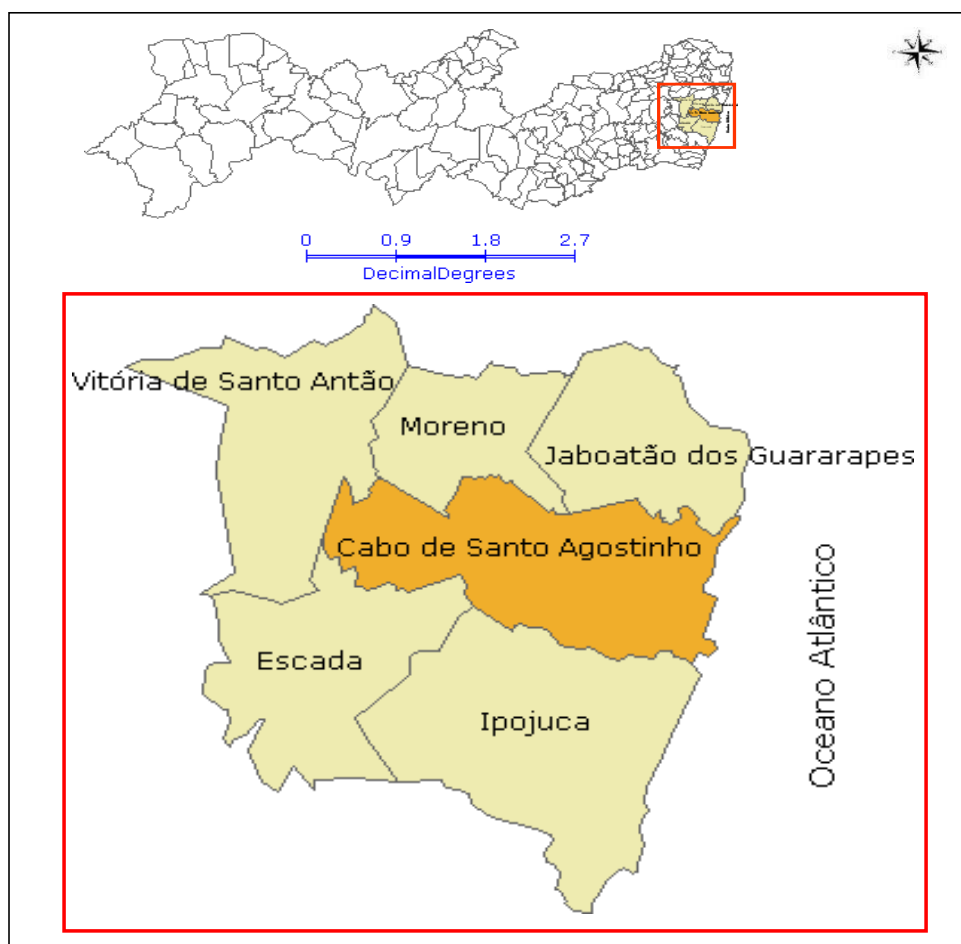 0 0.9 1.8 2.7
DecimalDegrees
Vitória de Santo Antão
Moreno
Jaboatão dos Guararapes
Cabo de Santo Agostinho
Escada
Ipojuca
Oceano Atlântico